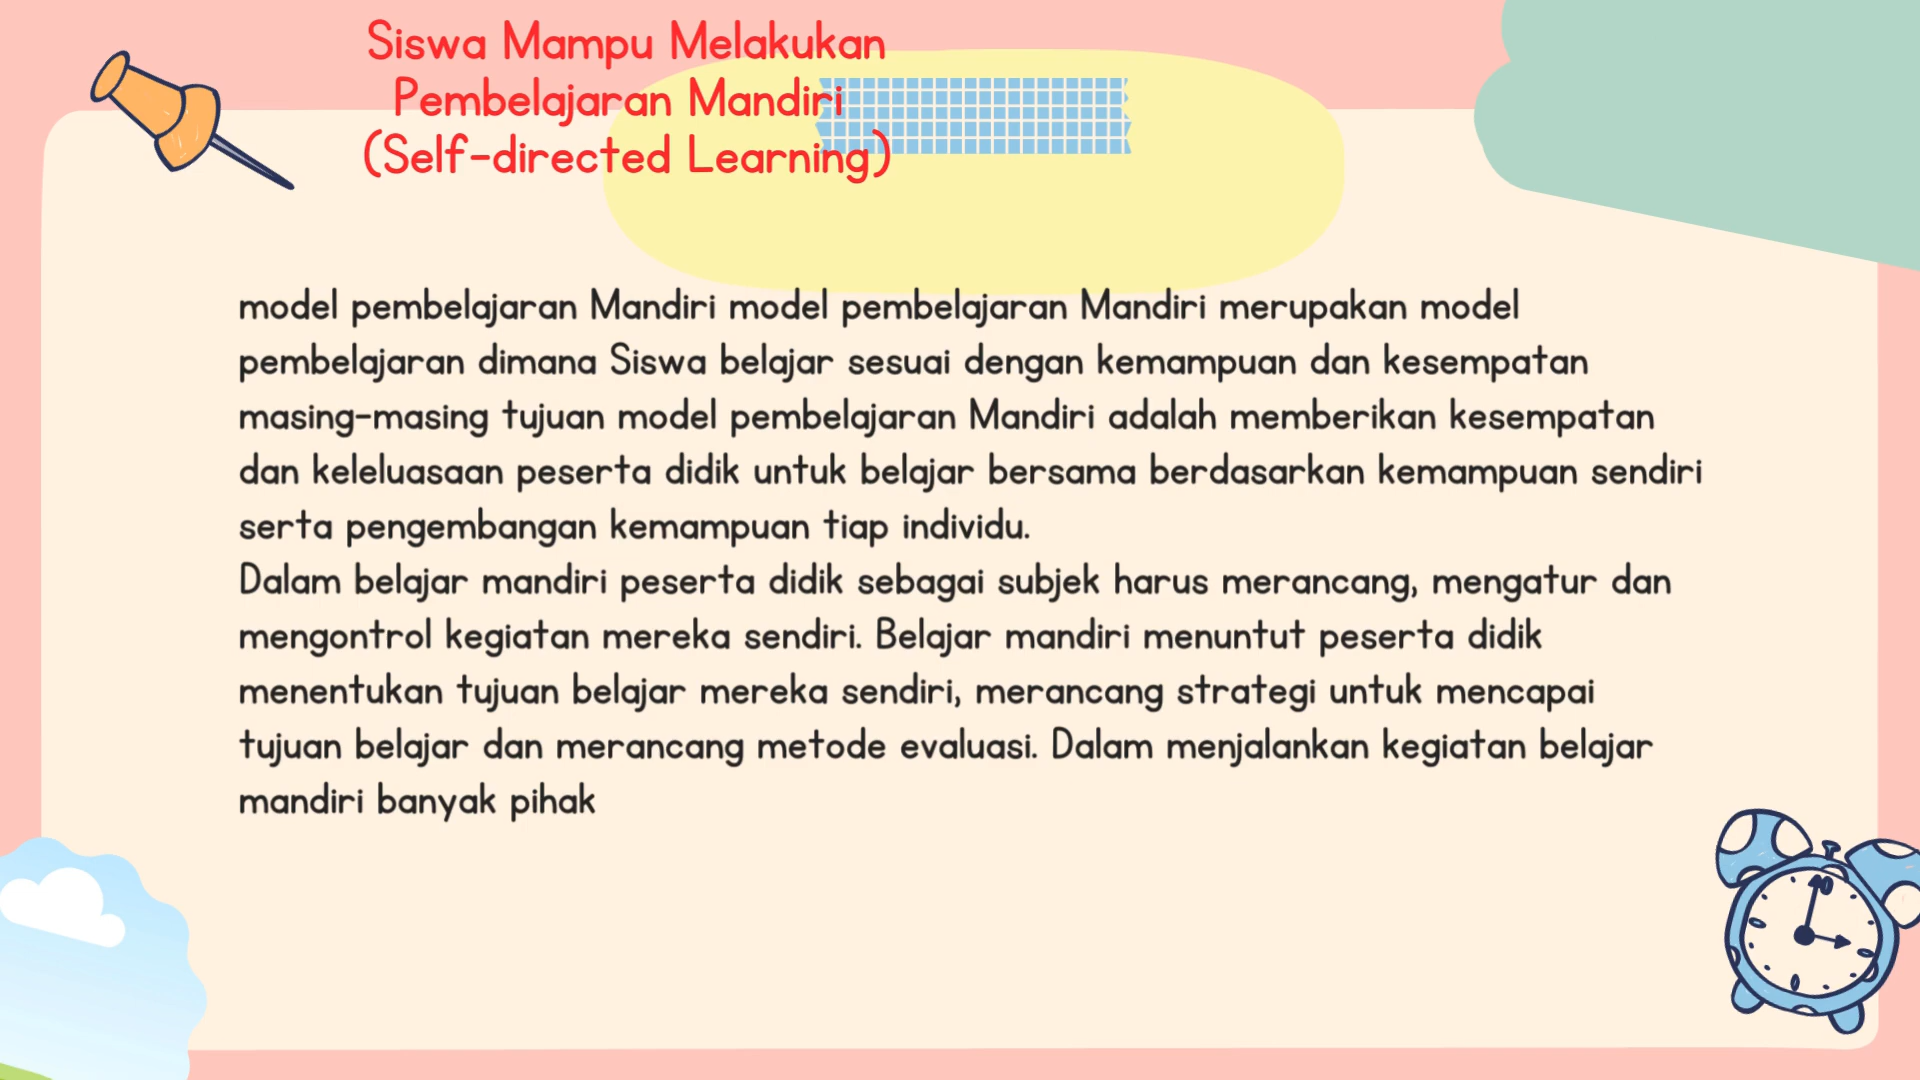 Siswa Mampu Melakukan
Pembelajaran Mandiri
(Self-directed Learning)
model pembelajaran Mandiri model pembelajaran Mandiri merupakan model
pembelajaran dimana Siswa belajar sesuai dengan kemampuan dan kesempatan
masing-masing tujuan model pembelajaran Mandiri adalah memberikan kesempatan
dan keleluasaan peserta didik untuk belajar bersama berdasarkan kemampuan sendiri
serta pengembangan kemampuan tiap individu.
Dalam belajar mandiri peserta didik sebagai subjek harus merancang, mengatur dan
mengontrol kegiatan mereka sendiri. Belajar mandiri menuntut peserta didik
menentukan tujuan belajar mereka sendiri, merancang strategi untuk mencapai
tujuan belajar dan merancang metode evaluasi. Dalam menjalankan kegiatan belajar
mandiri banyak pihak